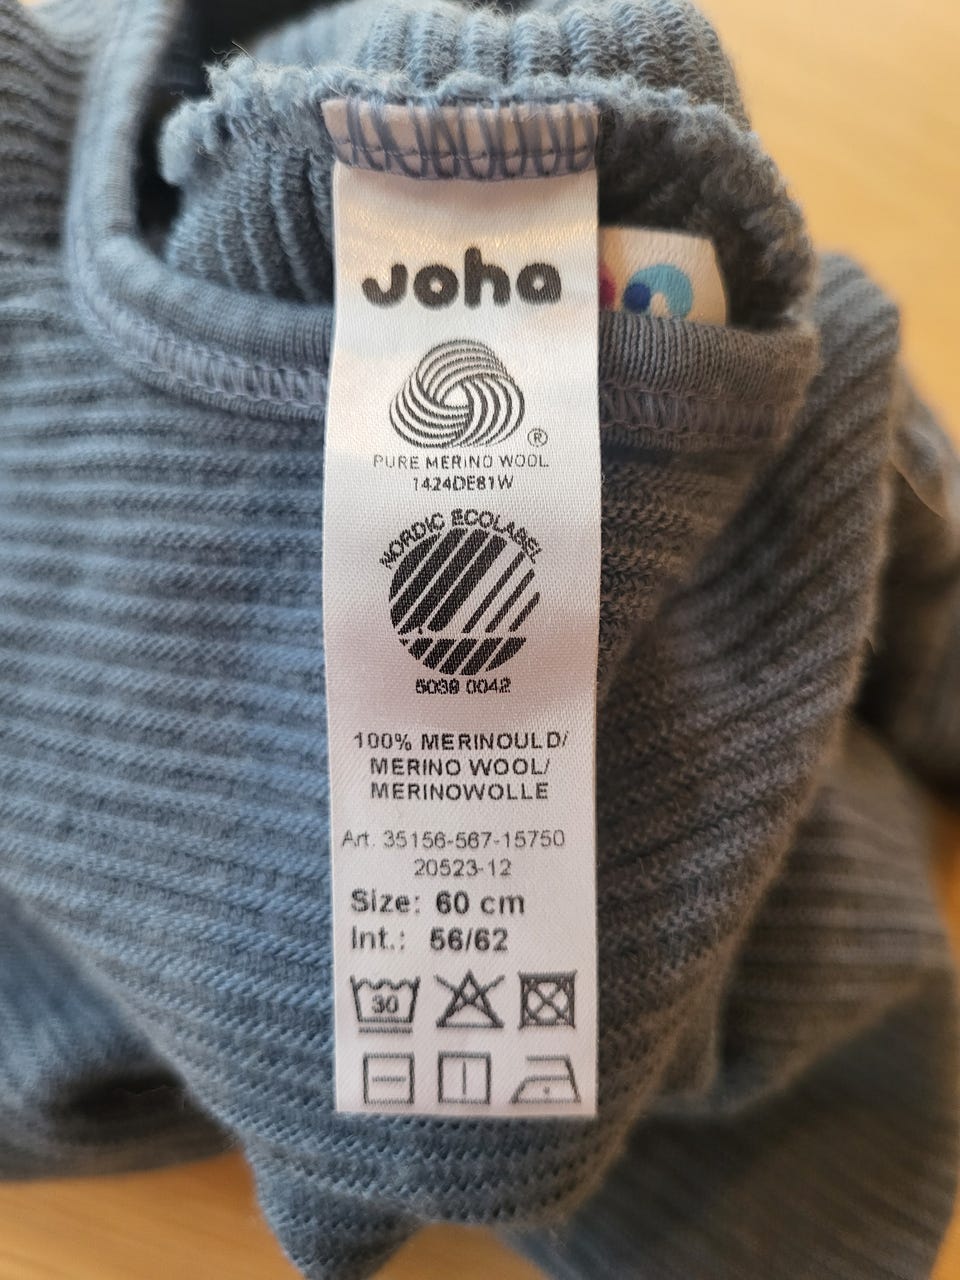 Joha
®
PURE MERINO WOOL
1424DE81W
NORDIC ECOLABEL
5039 0042
100% MERINOULD/
MERINO WOOL/
MERINOWOLLE
Art. 35156-567-15750
20523-12
Size: 60 cm
Int.: 56/62
30